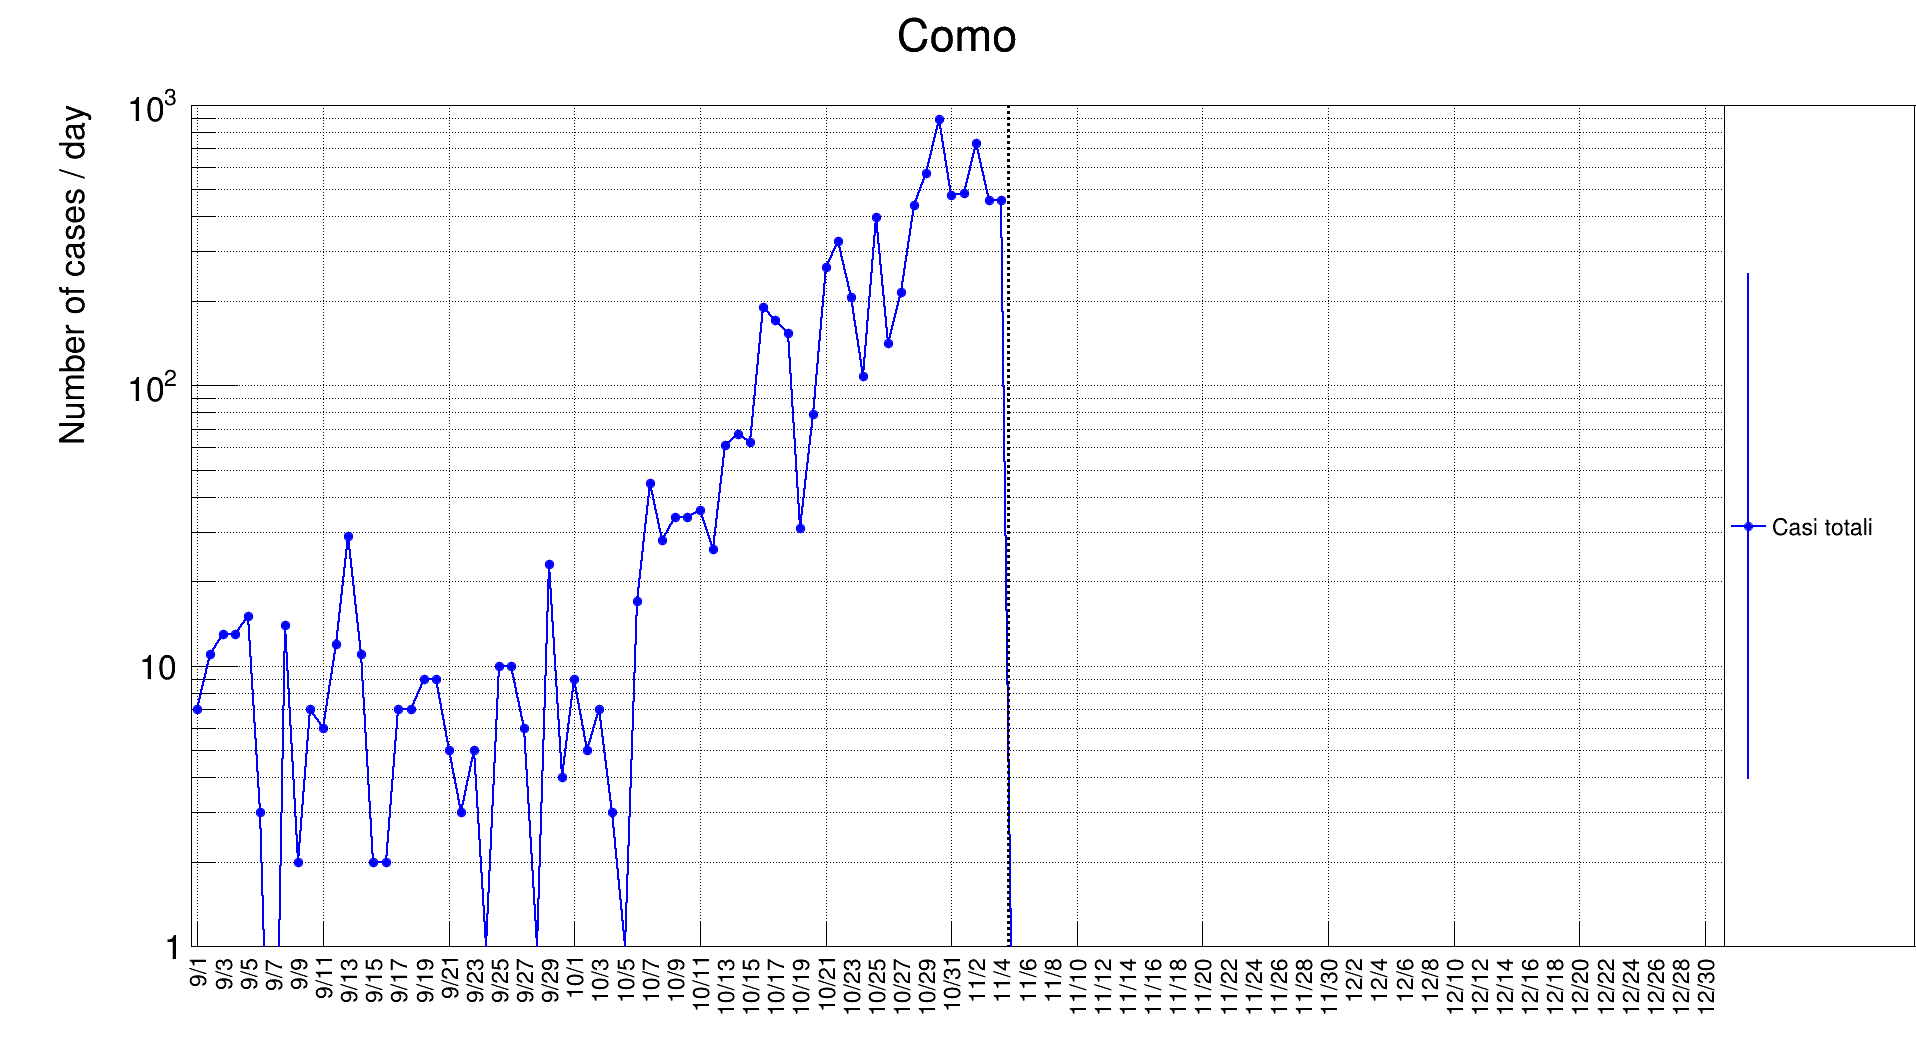 Como
Number of cases / day
10³
10²
10
1
9/1 9/3 9/5 9/7 9/9 9/11 9/13 9/15 9/17 9/19 9/21 9/23 9/25 9/27 9/29 10/1 10/3 10/5 10/7 10/9 10/11 10/13 10/15 10/17 10/19 10/21 10/23 10/25 10/27 10/29 10/31 11/2 11/4 11/6 11/8 11/10 11/12 11/14 11/16 11/18 11/20 11/22 11/24 11/26 11/28 11/30 12/2 12/4 12/6 12/8 12/10 12/12 12/14 12/16 12/18 12/20 12/22 12/24 12/26 12/28 12/30
Casi totali